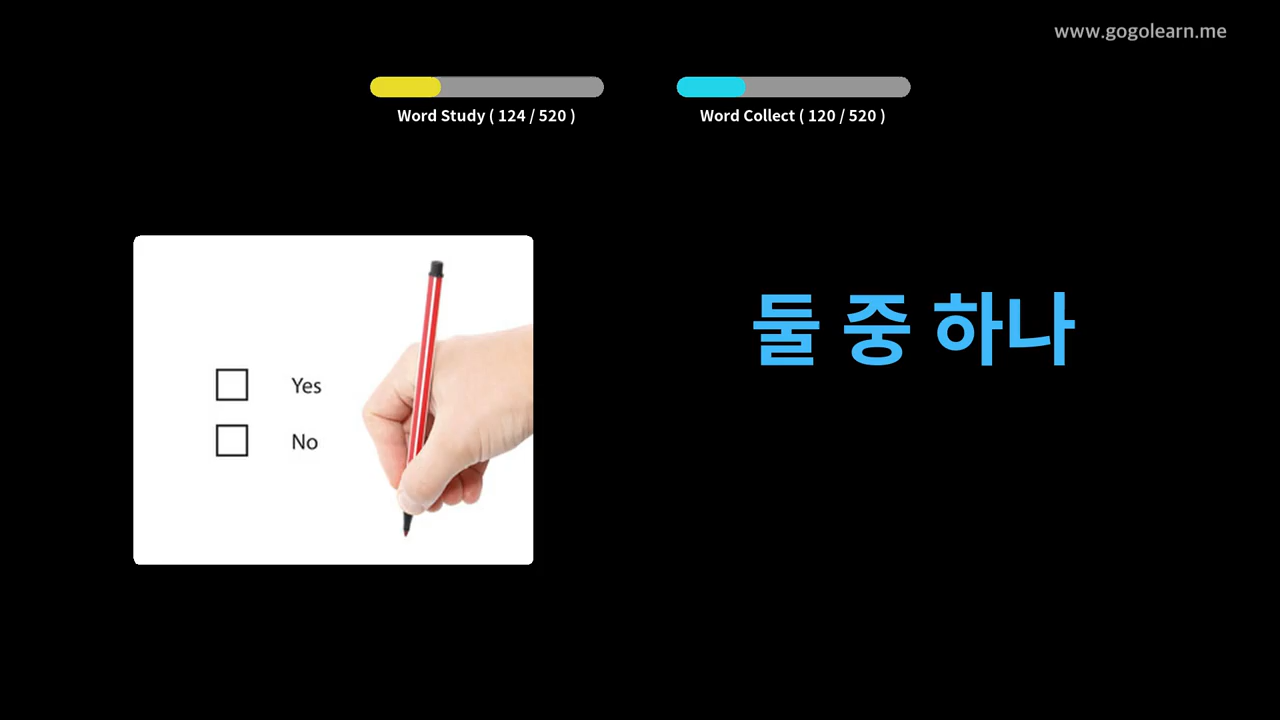 www.gogolearn.me
Word Study ( 124 / 520 )
Word Collect ( 120 / 520 )
둘 중 하나
Yes
No